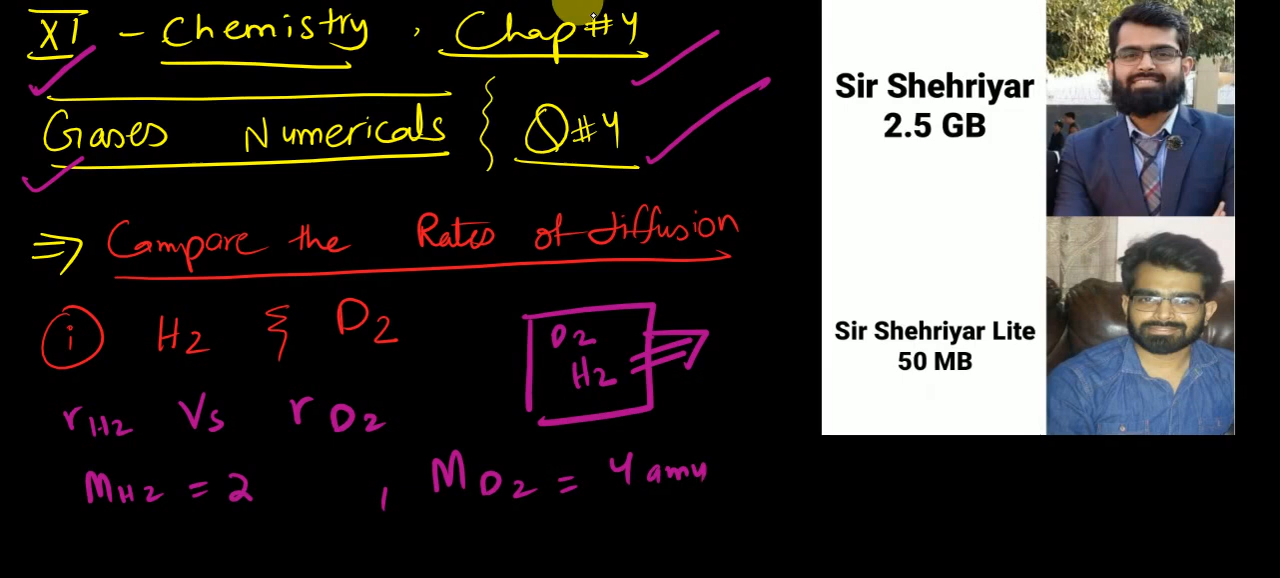 XI - Chemistry, Chap#4
Gases Numericals } Q#4
⇒ Compare the Rates of diffusion
i H2 } D2
D2
H2
rH2 Vs rD2
MH2 = 2 , MD2 = 4 amu
Sir Shehriyar
2.5 GB
Sir Shehriyar Lite
50 MB